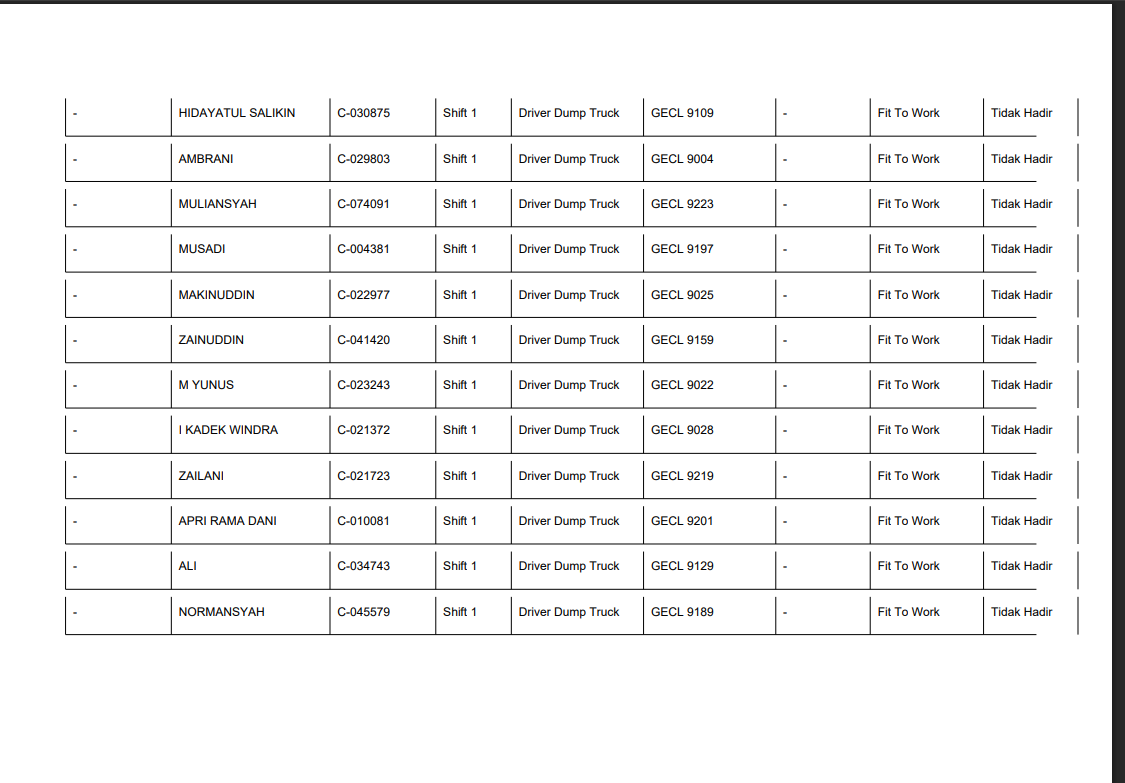 - HIDAYATUL SALIKIN C-030875 Shift 1 Driver Dump Truck GECL 9109 - Fit To Work Tidak Hadir
- AMBRANI C-029803 Shift 1 Driver Dump Truck GECL 9004 - Fit To Work Tidak Hadir
- MULIANSYAH C-074091 Shift 1 Driver Dump Truck GECL 9223 - Fit To Work Tidak Hadir
- MUSADI C-004381 Shift 1 Driver Dump Truck GECL 9197 - Fit To Work Tidak Hadir
- MAKINUDDIN C-022977 Shift 1 Driver Dump Truck GECL 9025 - Fit To Work Tidak Hadir
- ZAINUDDIN C-041420 Shift 1 Driver Dump Truck GECL 9159 - Fit To Work Tidak Hadir
- M YUNUS C-023243 Shift 1 Driver Dump Truck GECL 9022 - Fit To Work Tidak Hadir
- I KADEK WINDRA C-021372 Shift 1 Driver Dump Truck GECL 9028 - Fit To Work Tidak Hadir
- ZAILANI C-021723 Shift 1 Driver Dump Truck GECL 9219 - Fit To Work Tidak Hadir
- APRI RAMA DANI C-010081 Shift 1 Driver Dump Truck GECL 9201 - Fit To Work Tidak Hadir
- ALI C-034743 Shift 1 Driver Dump Truck GECL 9129 - Fit To Work Tidak Hadir
- NORMANSYAH C-045579 Shift 1 Driver Dump Truck GECL 9189 - Fit To Work Tidak Hadir